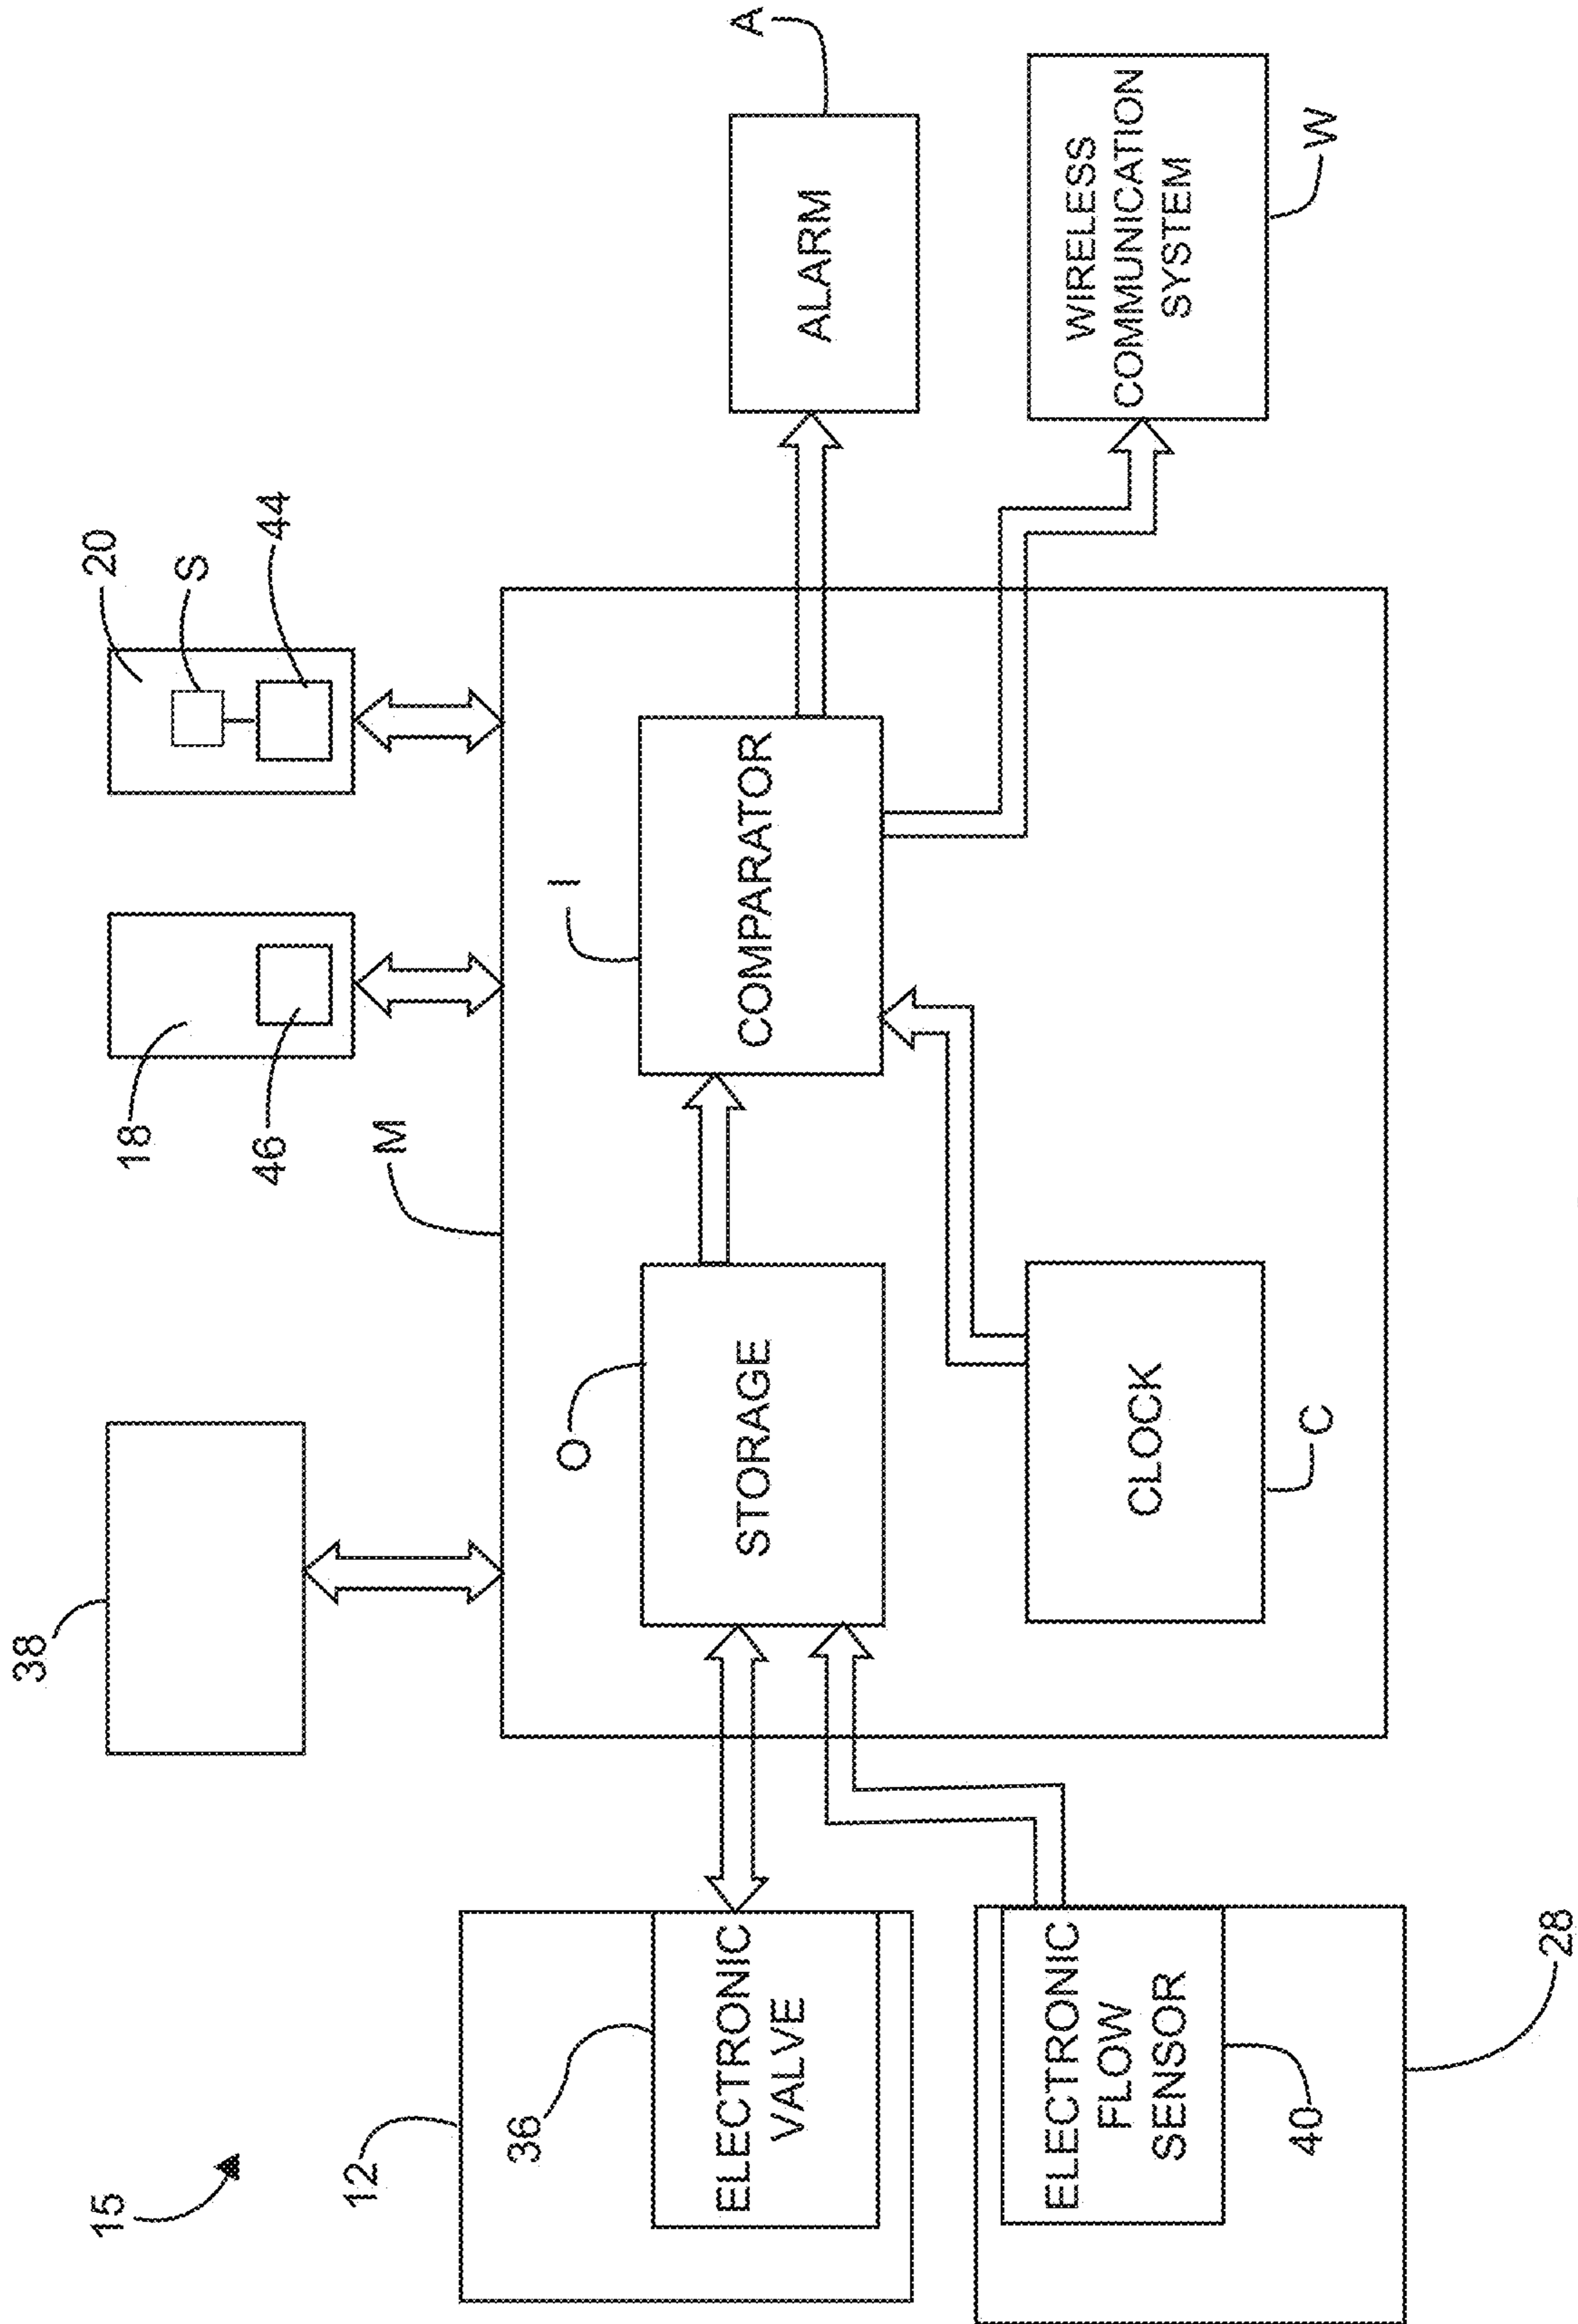 38
15
20
18
S
46
44
12
M
36
O
I
A
ELECTRONIC
VALVE
STORAGE
COMPARATOR
ALARM
ELECTRONIC
FLOW
SENSOR
CLOCK
WIRELESS
COMMUNICATION
SYSTEM
40
C
W
28